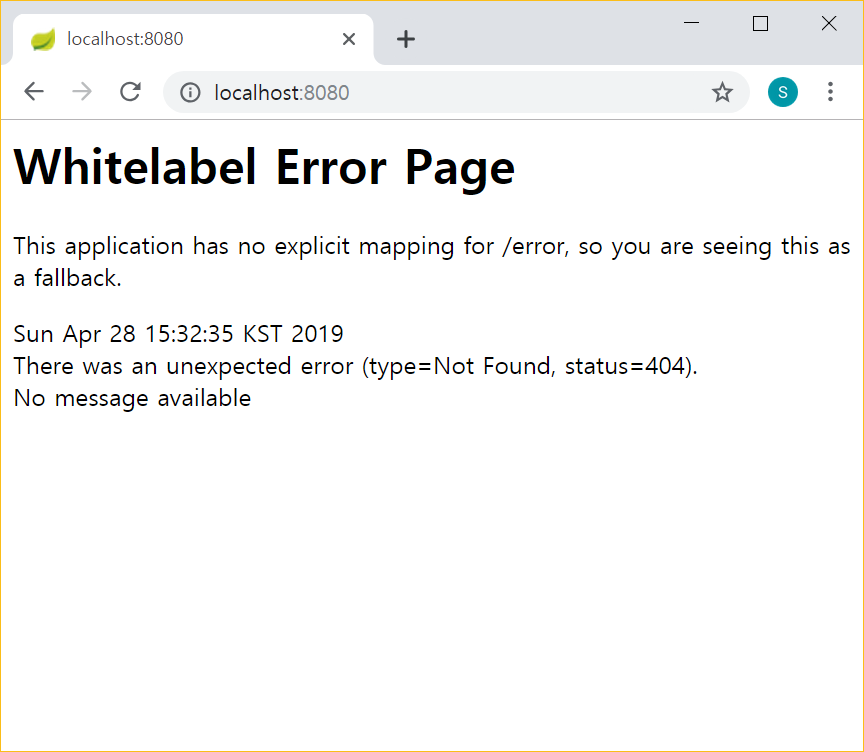 localhost:8080
localhost:8080
S
Whitelabel Error Page
This application has no explicit mapping for /error, so you are seeing this as
a fallback.
Sun Apr 28 15:32:35 KST 2019
There was an unexpected error (type=Not Found, status=404).
No message available